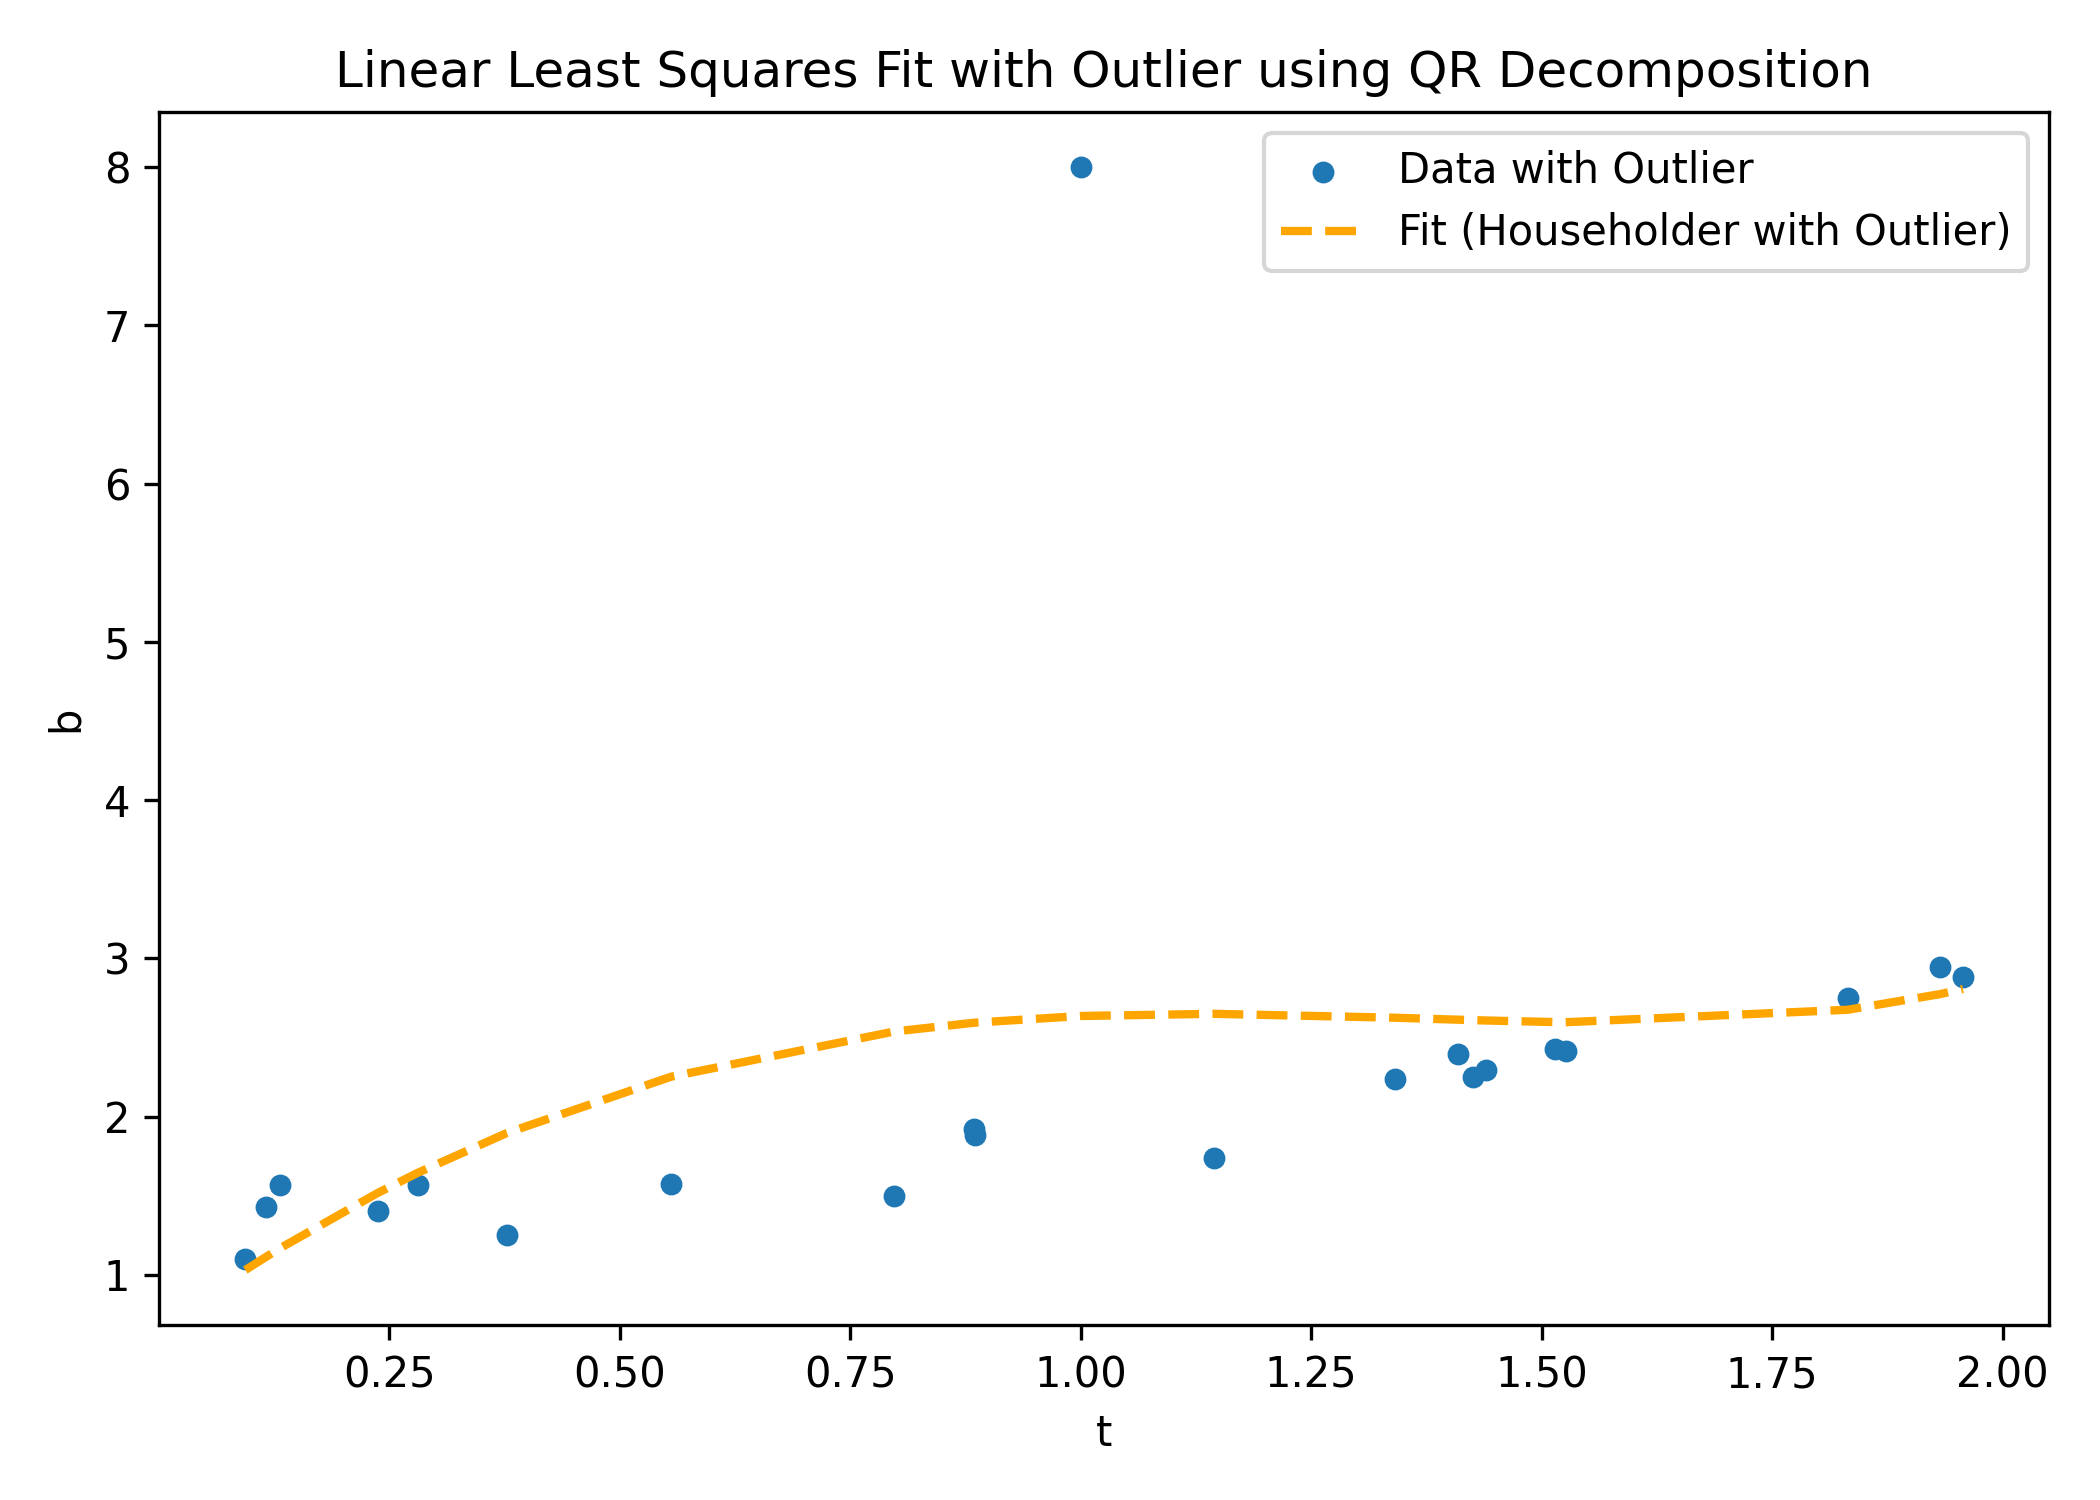 Linear Least Squares Fit with Outlier using QR Decomposition
Data with Outlier
Fit (Householder with Outlier)
8
7
6
5
4
3
2
1
b
0.25 0.50 0.75 1.00 1.25 1.50 1.75 2.00
t